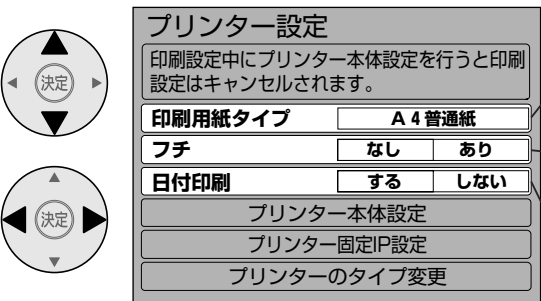 プリンター設定
印刷設定中にプリンター本体設定を行うと印刷
設定はキャンセルされます。
決定
印刷用紙タイプ A4普通紙
フチ なし あり
日付印刷 する しない
決定
プリンター本体設定
プリンター固定IP設定
プリンターのタイプ変更